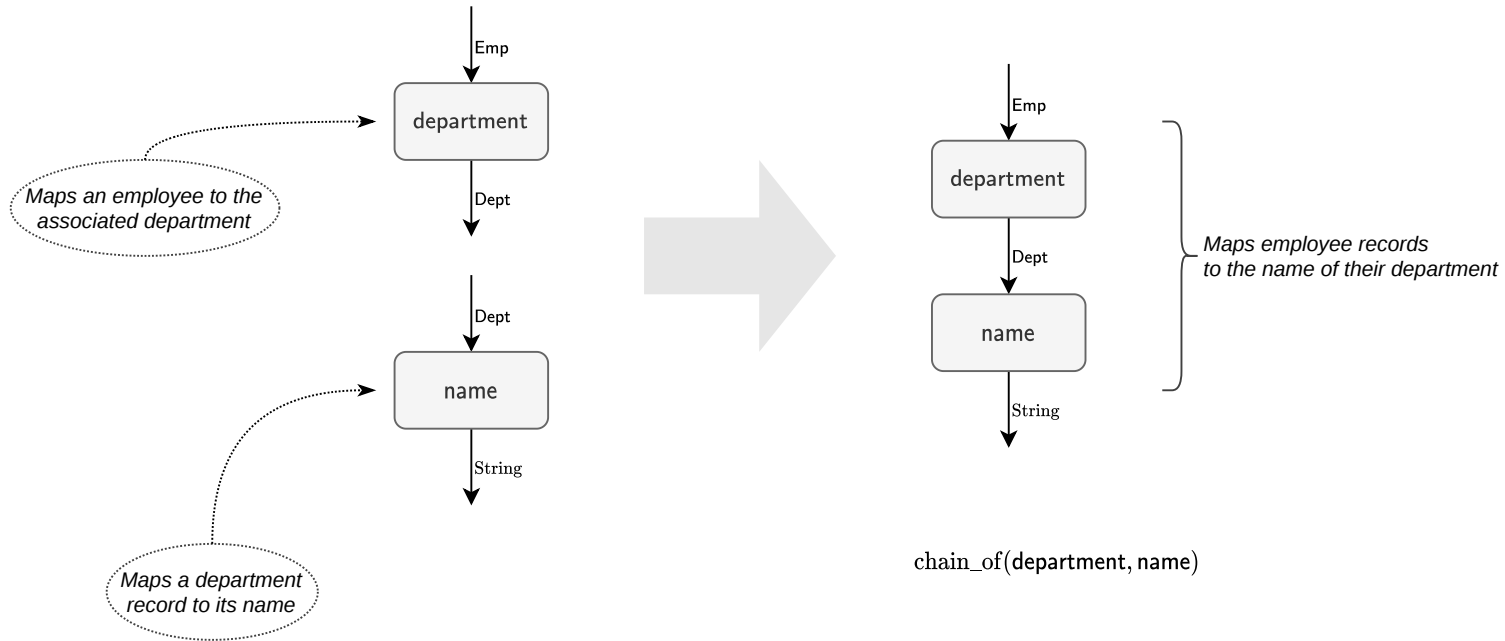 Emp
department
Maps an employee to the
associated department
Dept
Dept
name
String
Maps a department
record to its name
Emp
department
Dept
name
String
Maps employee records
to the name of their department
chain_of(department, name)